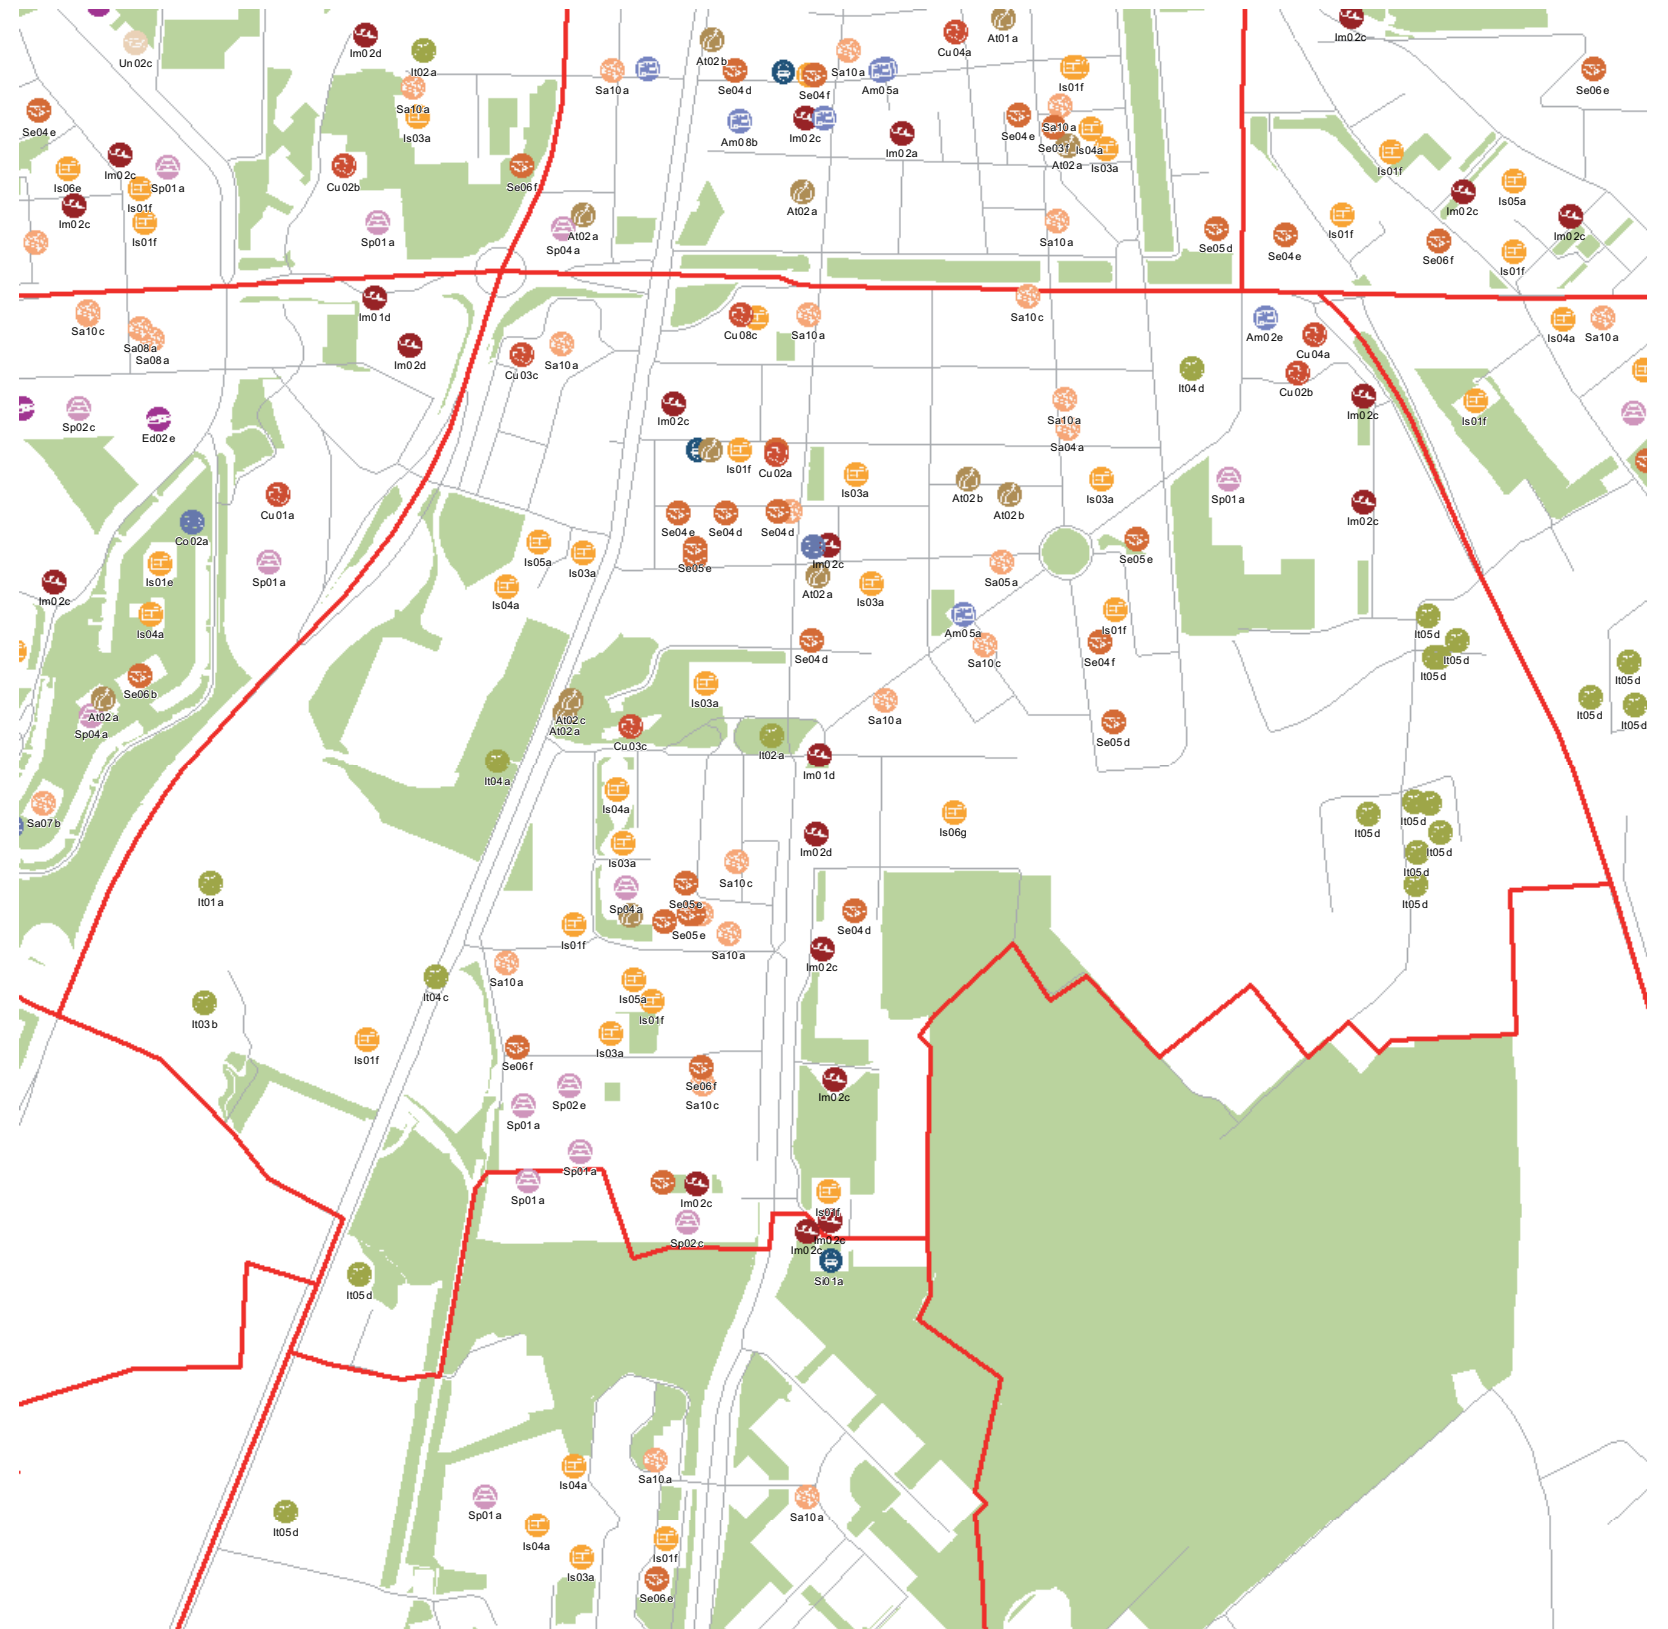 Im02d
Un02c
It02a
Sa10a
Is03a
Se04e
Im02c
Is06e
Sp01a
Is01f
Im02c
Is01f
Cu02b
Se06f
Sp01a
At02a
Sp04a
Sa10a
At02b
Se04d
Se04f
Sa10a
Am05a
Cu04a
At01a
Is01f
Am08b
Im02c
Im02a
Se04e
Sa10a
Se03f
Is04a
At02a
Is03a
At02a
Sa10a
Se05d
Im02c
Se06e
Is01f
Im02c
Is05a
Im02c
Is01f
Se04e
Se06f
Is01f
Im01d
Sa10c
Sa08a
Sa08a
Im02d
Cu03c
Sa10a
Cu08c
Sa10a
Sa10c
Am02e
Cu04a
Cu02b
It04d
Is04a
Sa10a
Sp02c
Ed02e
Im02c
Sa10a
Sa04a
Im02c
Is01f
Is01f
Cu02a
Is03a
At02b
At02b
Is03a
Sp01a
Im02c
Cu01a
Co02a
Se04e
Se04d
Se04d
Se05e
Is05a
Is03a
Is04a
Im02c
At02a
Is03a
Sa05a
Se05e
Is01e
Sp01a
Im02c
Is04a
Am05a
Is01f
Se04d
Sa10c
Se04f
It05d
It05d
It05d
It05d
It05d
It05d
Se06b
At02a
Sp04a
Is03a
At02c
At02a
Cu03c
Sa10a
Se05d
It02a
Im01d
It04a
Is04a
Sa07b
Im02d
Is06g
It05d
It05d
It05d
It05d
It05d
Is03a
Sa10c
It01a
Sp04a
Se05e
Se05e
Se04d
Is01f
Sa10a
Im02c
Sa10a
It04c
Is05a
Is01f
It03b
Is01f
Is03a
Se06f
Se06f
Sa10c
Im02c
Sp02e
Sp01a
Sp01a
Sp01a
Im02c
Is01f
Sp02c
Im02c
Im02c
Si01a
It05d
Is04a
Sa10a
Sp01a
Sa10a
It05d
Is04a
Is01f
Is03a
Se06e